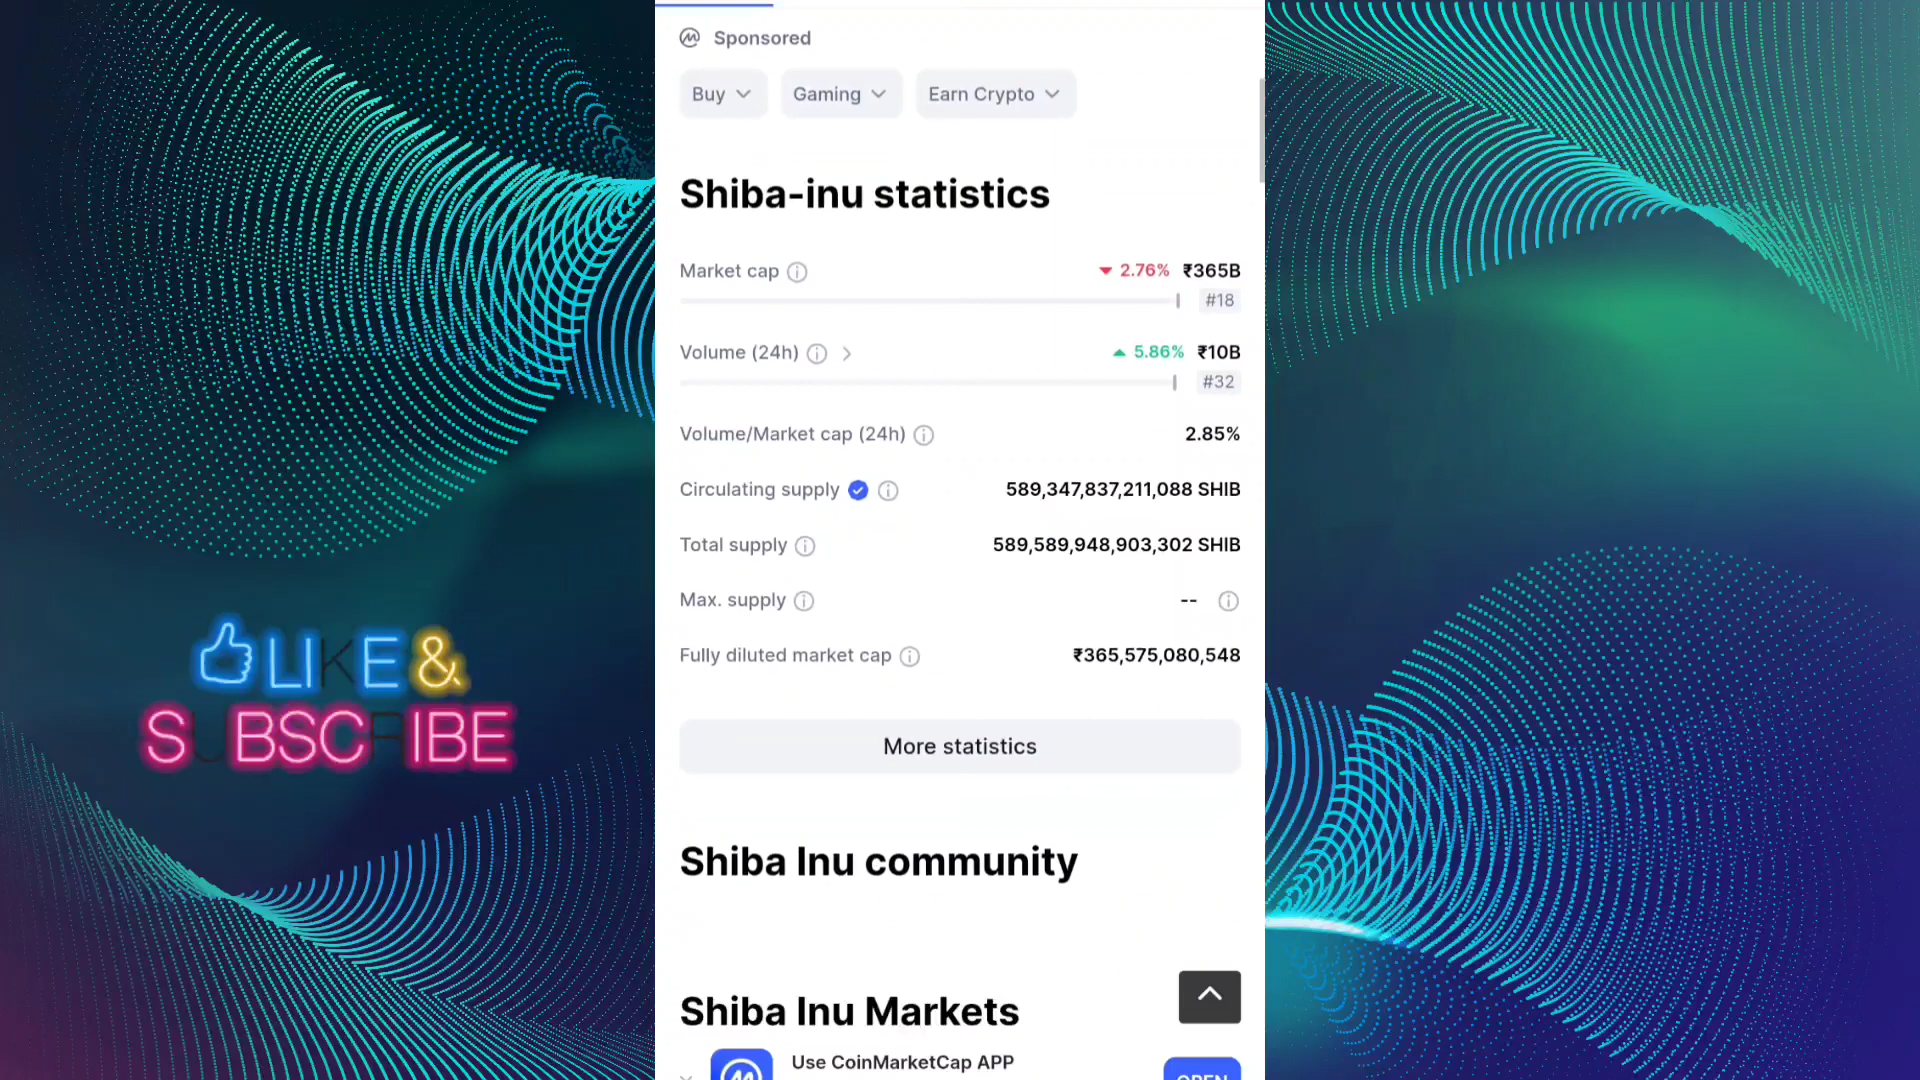 Sponsored
Buy
Gaming
Earn Crypto
Shiba-inu statistics
Market cap 2.76% ₹365B
#18
Volume (24h) 5.86% ₹10B
#32
Volume/Market cap (24h) 2.85%
Circulating supply 589,347,837,211,088 SHIB
Total supply 589,589,948,903,302 SHIB
Max. supply --
Fully diluted market cap ₹365,575,080,548
LIKE &
SUBSCRIBE
More statistics
Shiba Inu community
Shiba Inu Markets
Use CoinMarketCap APP
OPEN